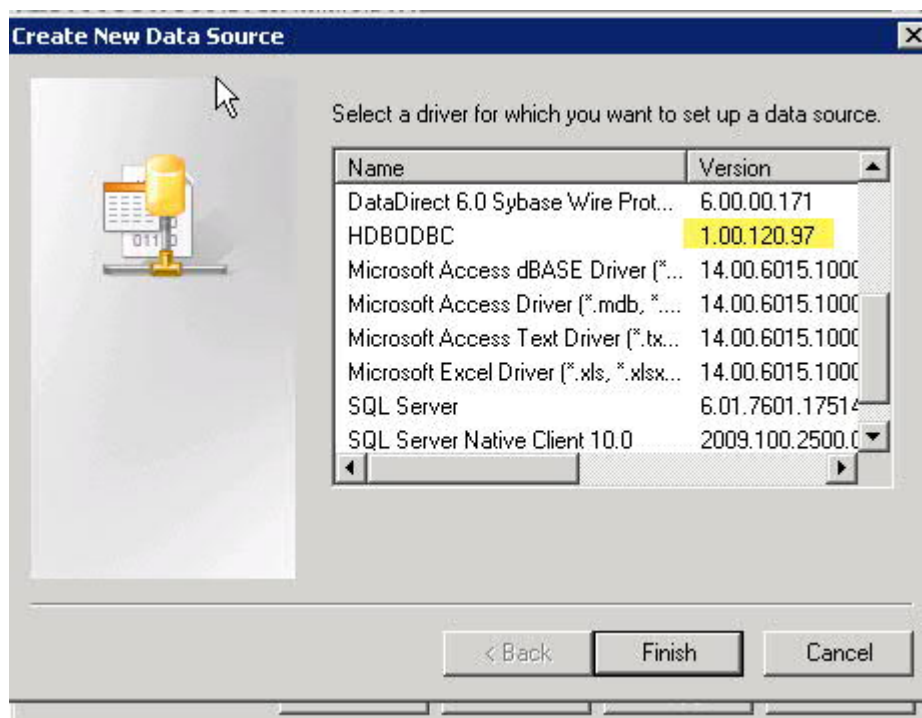 Create New Data Source
Select a driver for which you want to set up a data source.
Name Version
DataDirect 6.0 Sybase Wire Prot... 6.00.00.171
HDBODBC 1.00.120.97
Microsoft Access dBASE Driver (*... 14.00.6015.1000
Microsoft Access Driver (*.mdb, *.... 14.00.6015.1000
Microsoft Access Text Driver (*.tx... 14.00.6015.1000
Microsoft Excel Driver (*.xls, *.xlsx... 14.00.6015.1000
SQL Server 6.01.7601.17514
SQL Server Native Client 10.0 2009.100.2500.0
< Back Finish Cancel